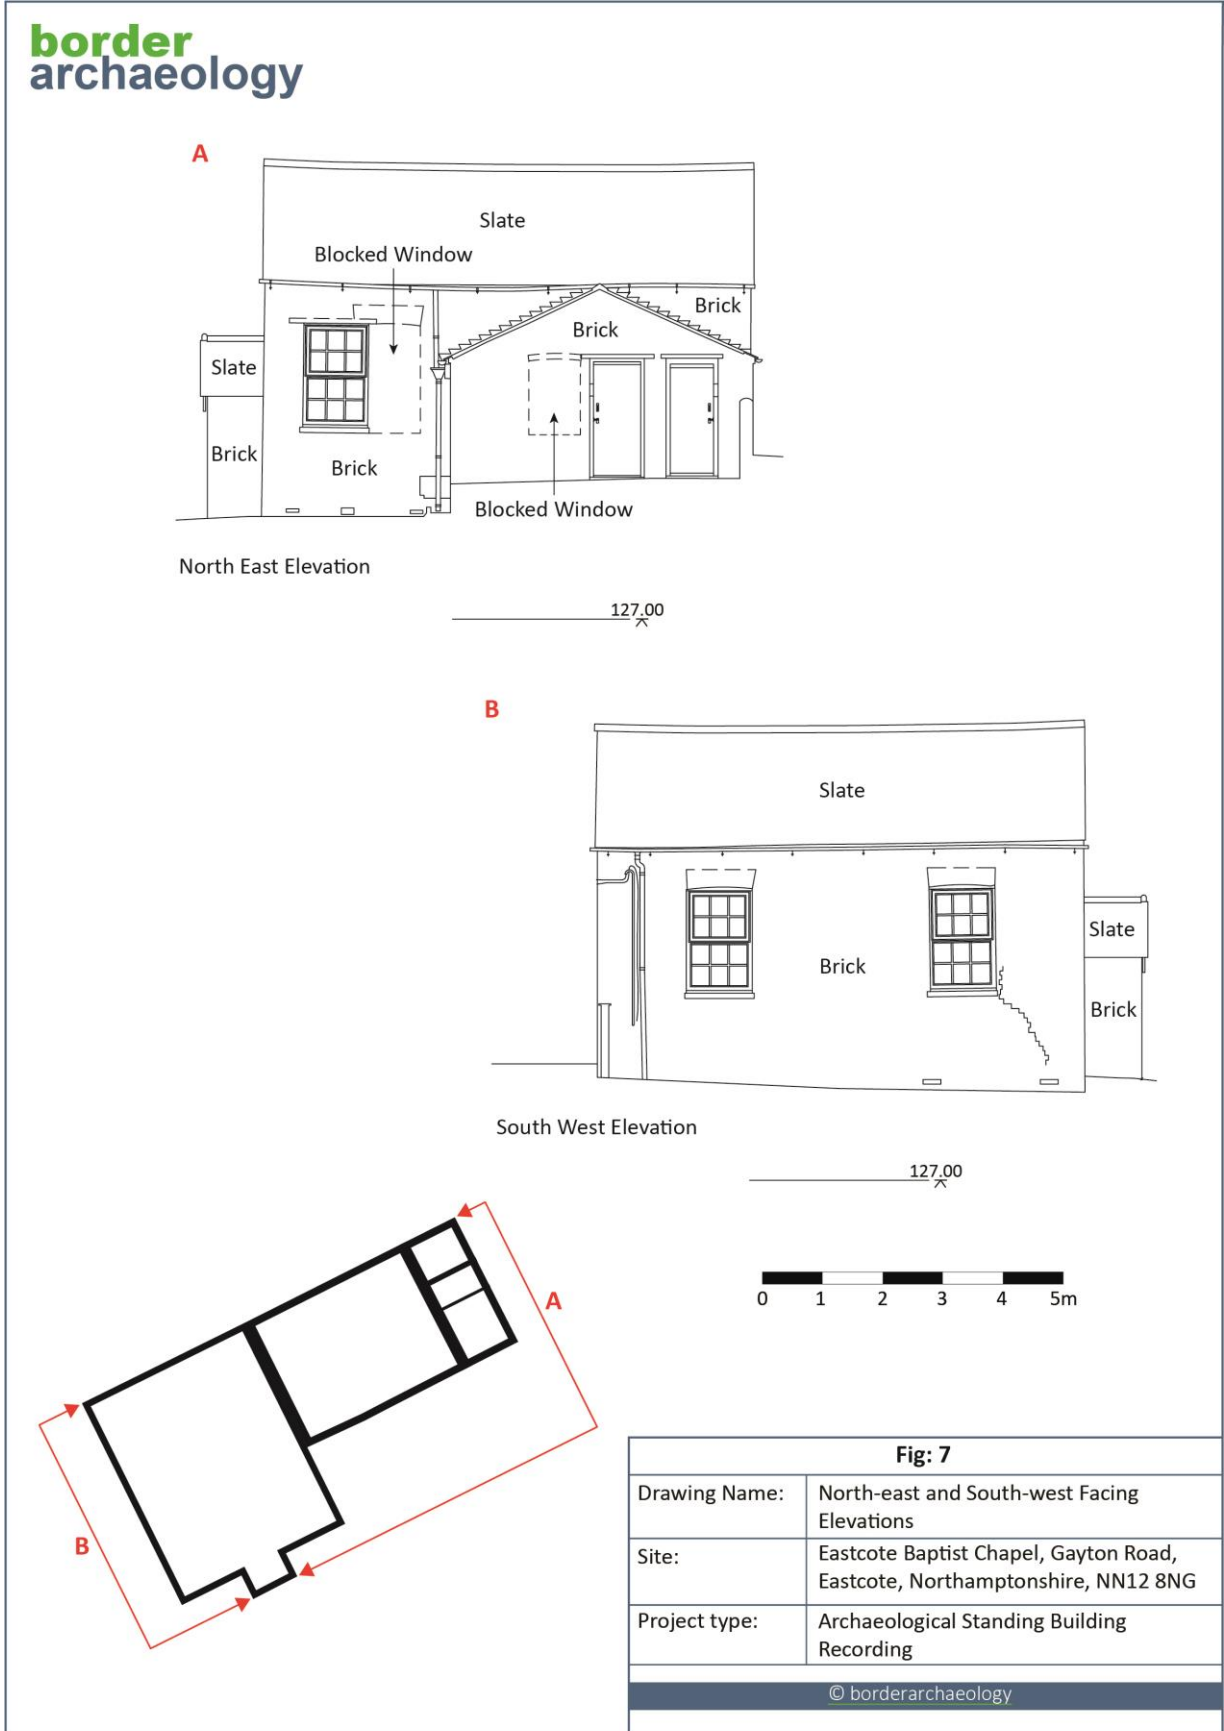 border
archaeology
A
Slate
Blocked Window
Brick
Brick
Slate
Brick
Brick
Blocked Window
North East Elevation
127.00
B
Slate
Slate
Brick
Brick
South West Elevation
127.00
0 1 2 3 4 5m
A
B
Fig: 7
Drawing Name: North-east and South-west Facing
Elevations
Site: Eastcote Baptist Chapel, Gayton Road,
Eastcote, Northamptonshire, NN12 8NG
Project type: Archaeological Standing Building
Recording
© borderarchaeology